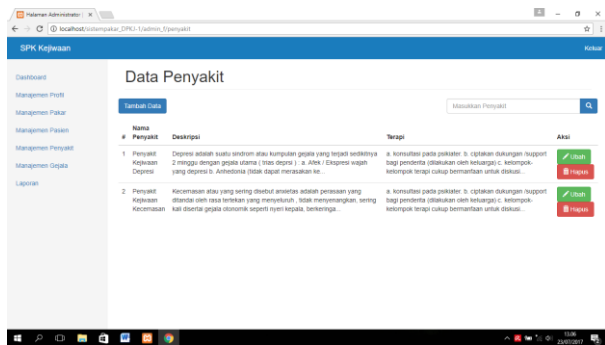 Halaman Administrator |
localhost/sistempakar_DPKJ-1/admin_f/penyakit
SPK Kejiwaan
Keluar
Dashboard
Manajemen Profil
Manajemen Pakar
Manajemen Pasien
Manajemen Penyakit
Manajemen Gejala
Laporan
Data Penyakit
Tambah Data
Masukkan Penyakit
# Nama Penyakit Deskripsi Terapi Aksi
1 Penyakit Kejiwaan Depresi
Depresi adalah suatu sindrom atau kumpulan gejala yang terjadi sedikitnya
2 minggu dengan gejala utama ( trias deprsi ) : a. Afek / Ekspresi wajah
yang depresi b. Anhedonia (tidak dapat merasakan ke...
a. konsultasi pada psikiater. b. ciptakan dukungan /support
bagi penderita (dilakukan oleh keluarga) c. kelompok-
kelompok terapi cukup bermanfaan untuk diskusi...
Ubah
Hapus
2 Penyakit Kejiwaan Kecemasan
Kecemasan atau yang sering disebut anxietas adalah perasaan yang
ditandai oleh rasa tertekan yang menyeluruh , tidak menyenangkan, sering
kali disertai gejala otonomik seperti nyeri kepala, berkeringa...
a. konsultasi pada psikiater. b. ciptakan dukungan /support
bagi penderita (dilakukan oleh keluarga) c. kelompok-
kelompok terapi cukup bermanfaan untuk diskusi...
Ubah
Hapus
13.06
23/07/2017